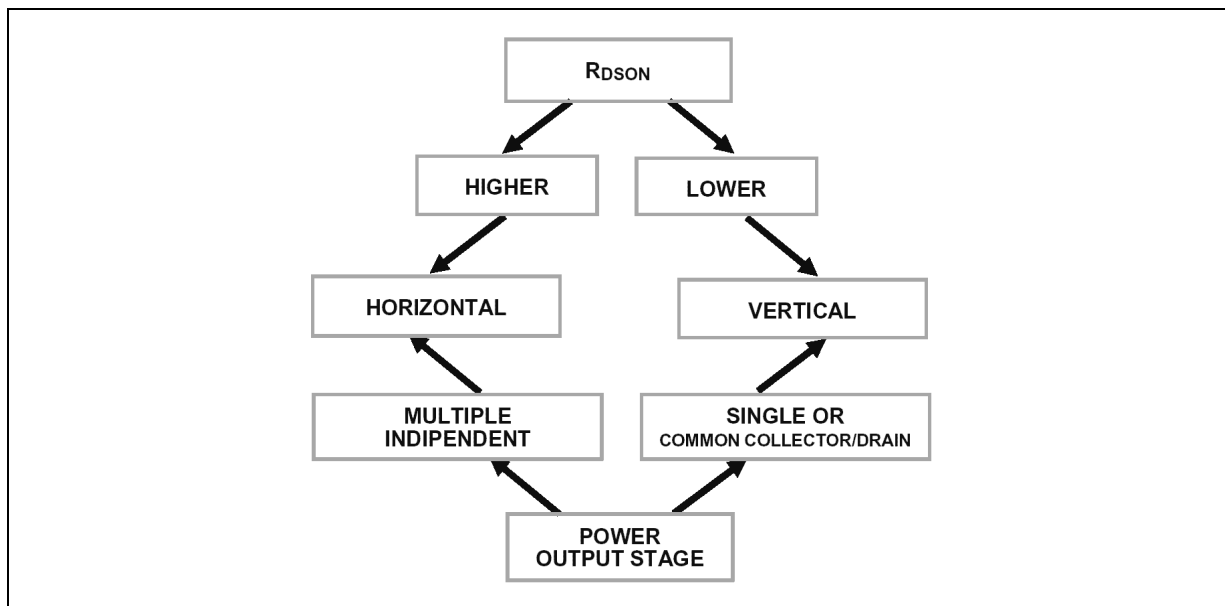 RDSON
HIGHER
LOWER
HORIZONTAL
VERTICAL
MULTIPLE
INDIPENDENT
SINGLE OR
COMMON COLLECTOR/DRAIN
POWER
OUTPUT STAGE